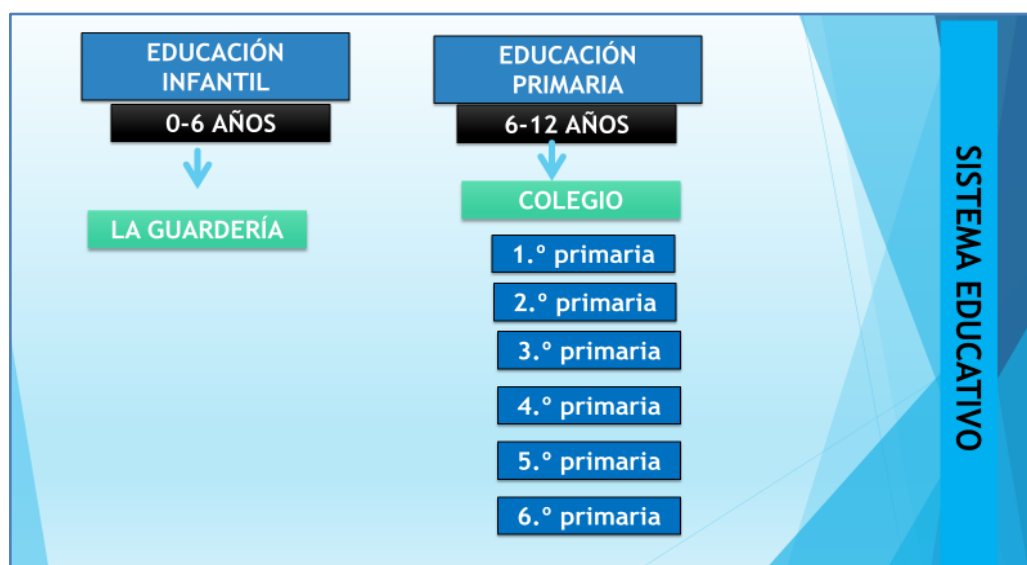 EDUCACIÓN
INFANTIL
0-6 AÑOS
LA GUARDERÍA
EDUCACIÓN
PRIMARIA
6-12 AÑOS
COLEGIO
1.º primaria
2.º primaria
3.º primaria
4.º primaria
5.º primaria
6.º primaria
SISTEMA EDUCATIVO